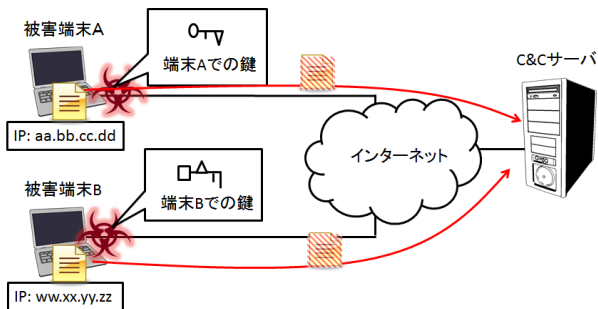 被害端末A
端末Aでの鍵
C&Cサーバ
IP: aa.bb.cc.dd
インターネット
被害端末B
端末Bでの鍵
IP: ww.xx.yy.zz